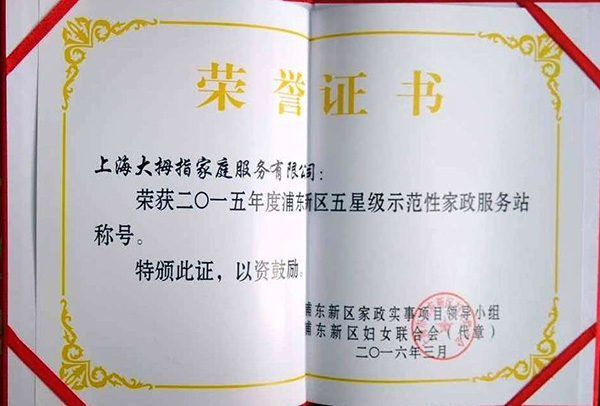 荣誉证书
上海大拇指家庭服务有限公司：
荣获二〇一五年度浦东新区五星级示范性家政服务站
称号。
特颁此证，以资鼓励。
浦东新区家政实事项目领导小组
浦东新区妇女联合会（代章）
二〇一六年三月